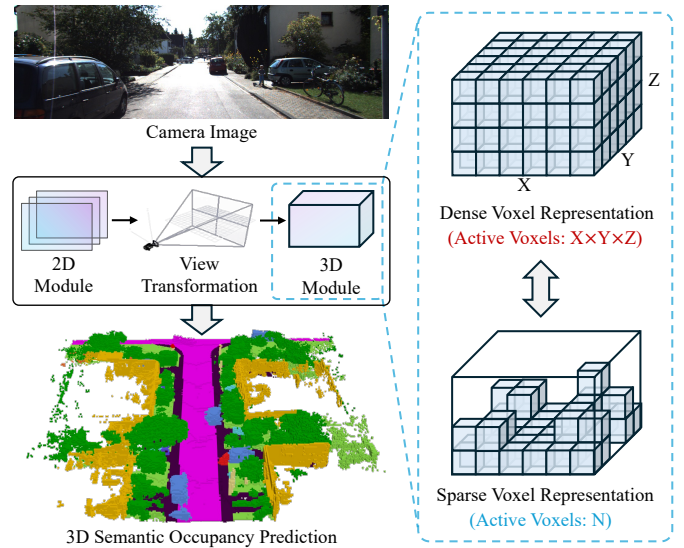 Camera Image
2D
Module
View
Transformation
3D
Module
3D Semantic Occupancy Prediction
Z
Y
X
Dense Voxel Representation
(Active Voxels: X×Y×Z)
Sparse Voxel Representation
(Active Voxels: N)